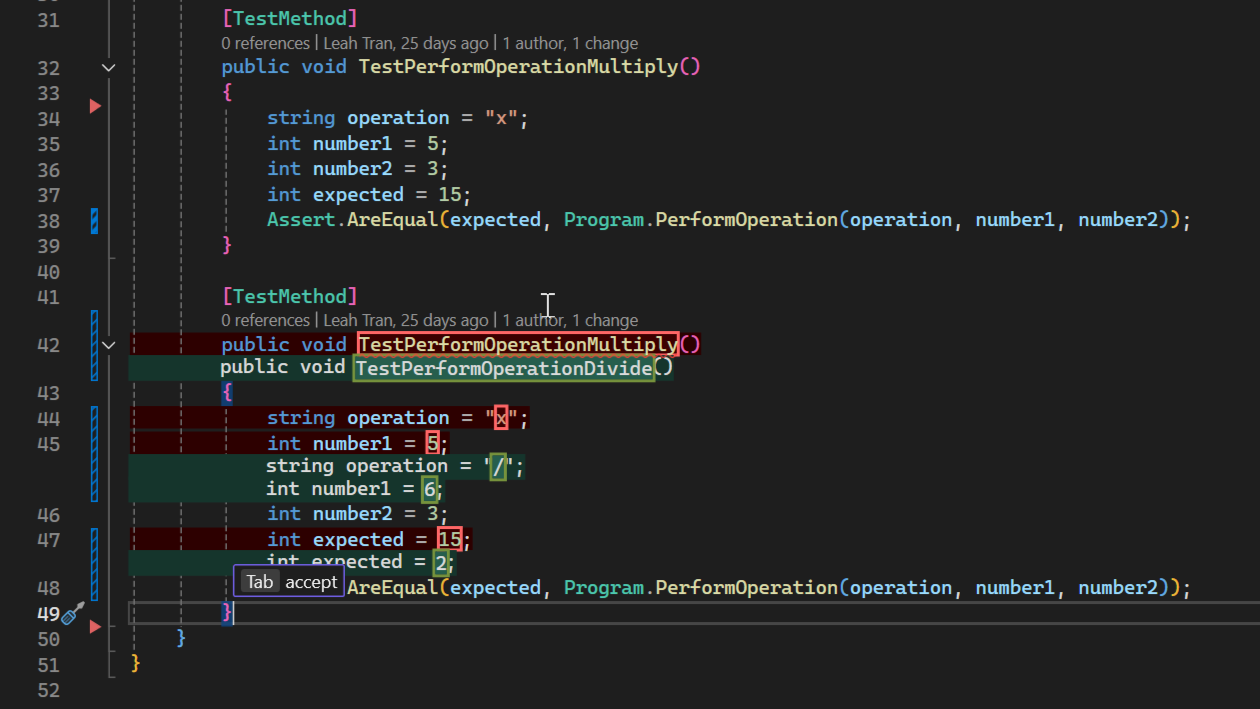 31 [TestMethod]
0 references | Leah Tran, 25 days ago | 1 author, 1 change
32 public void TestPerformOperationMultiply()
33 {
34 string operation = "x";
35 int number1 = 5;
36 int number2 = 3;
37 int expected = 15;
38 Assert.AreEqual(expected, Program.PerformOperation(operation, number1, number2));
39 }
40
41 [TestMethod]
0 references | Leah Tran, 25 days ago | 1 author, 1 change
42 public void TestPerformOperationMultiply()
public void TestPerformOperationDivide()
43 {
44 string operation = "x";
45 int number1 = 5;
string operation = "/";
int number1 = 6;
46 int number2 = 3;
47 int expected = 15;
int expected = 2;
Tab accept
48 AreEqual(expected, Program.PerformOperation(operation, number1, number2));
49 }
50 }
51 }
52